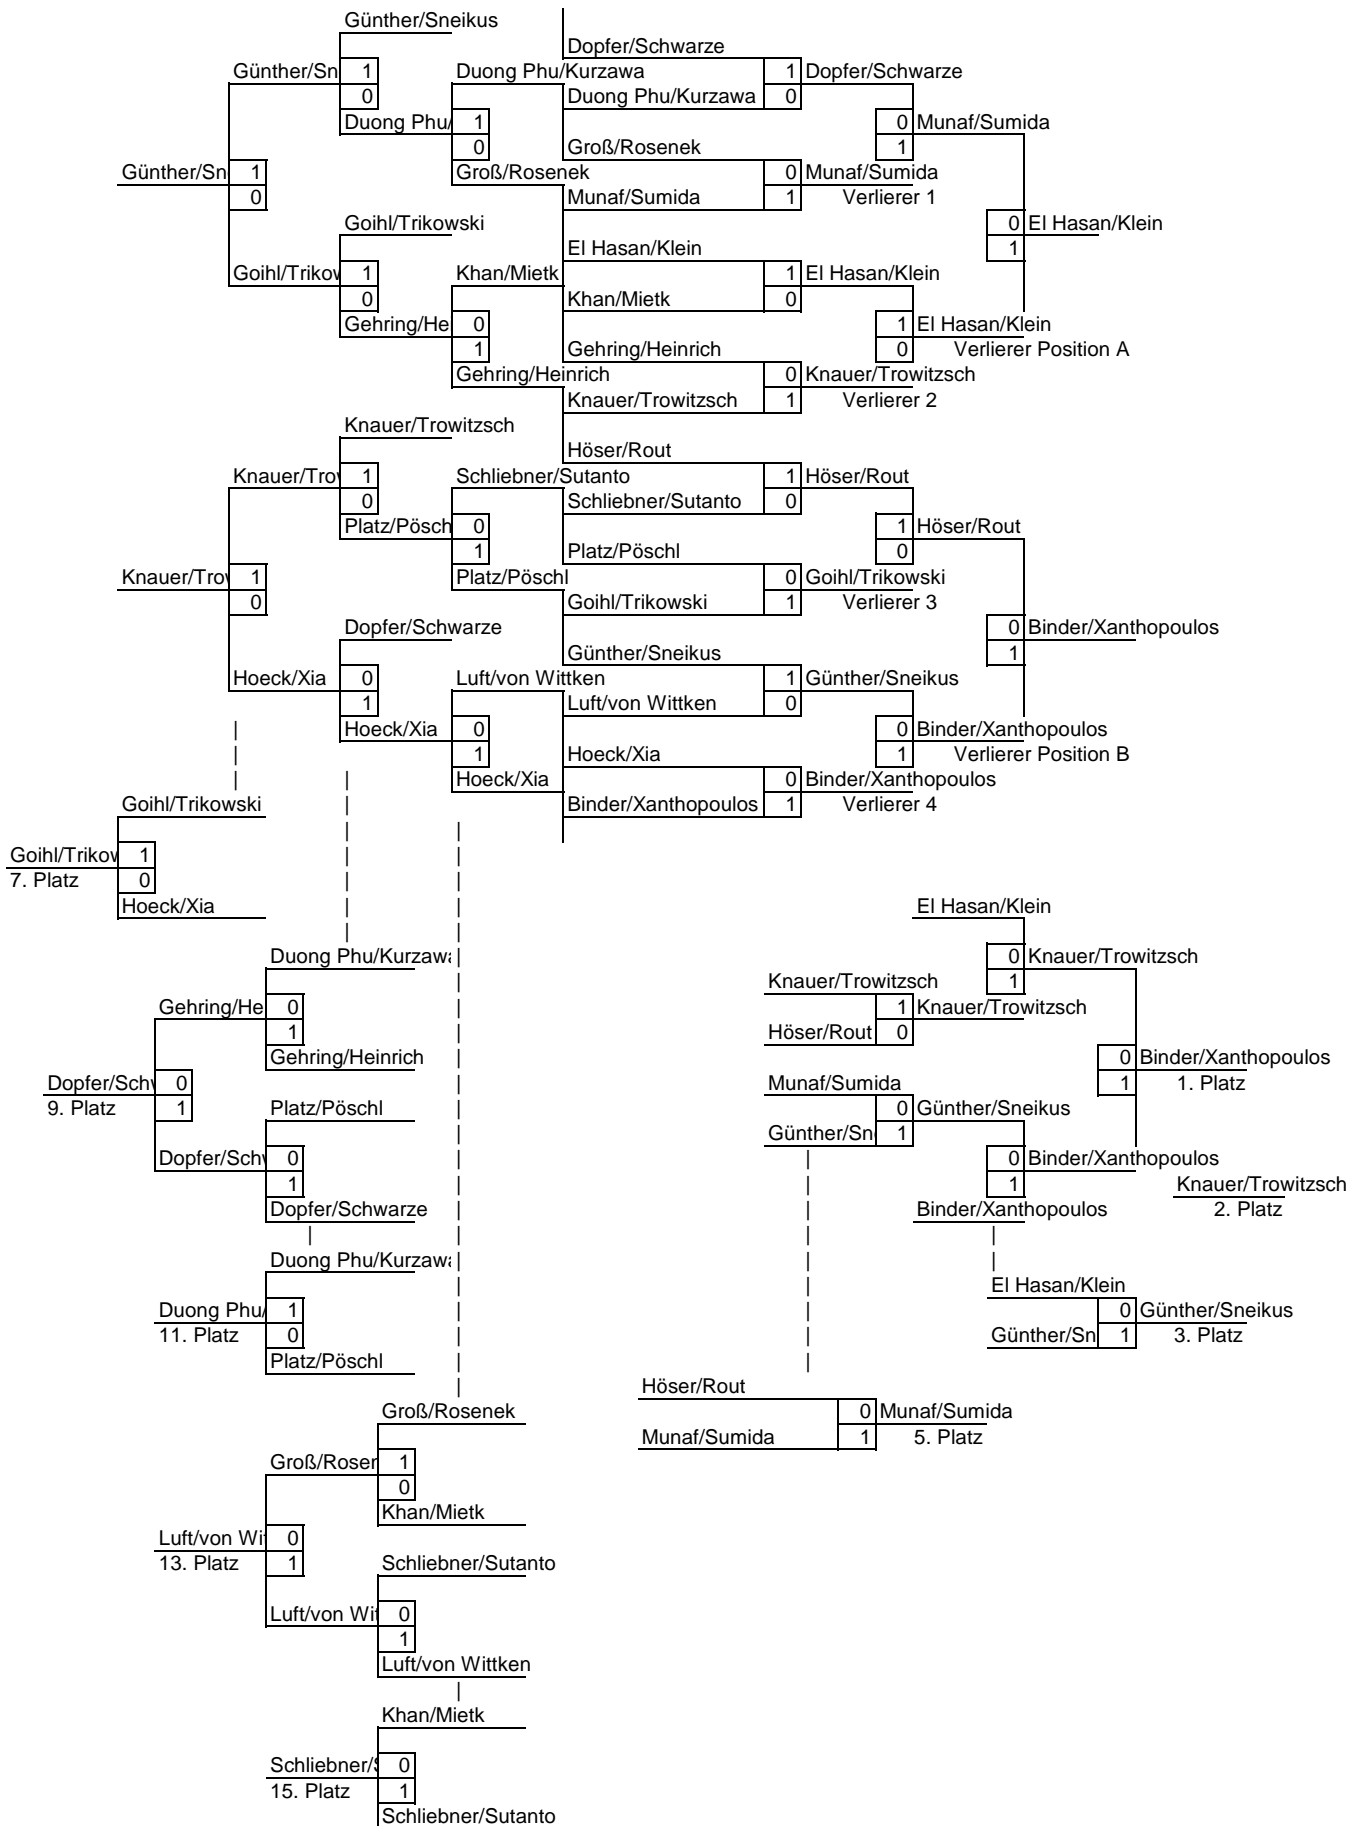 Günther/Sneikus
Dopfer/Schwarze
Günther/Sn 1 Duong Phu/Kurzawa 1 Dopfer/Schwarze
0 Duong Phu/Kurzawa 0
Duong Phu/ 1 0 Munaf/Sumida
0 Groß/Rosenek 1
Günther/Sn 1 Groß/Rosenek 0 Munaf/Sumida
0 Munaf/Sumida 1 Verlierer 1
Goihl/Trikowski 0 El Hasan/Klein
El Hasan/Klein 1
Goihl/Trikow 1 Khan/Mietk 1 El Hasan/Klein
0 Khan/Mietk 0
Gehring/He 0 1 El Hasan/Klein
1 Gehring/Heinrich 0 Verlierer Position A
Gehring/Heinrich 0 Knauer/Trowitzsch
Knauer/Trowitzsch 1 Verlierer 2
Knauer/Trowitzsch
Höser/Rout
Knauer/Trow 1 Schliebner/Sutanto 1 Höser/Rout
0 Schliebner/Sutanto 0
Platz/Pösch 0 1 Höser/Rout
1 Platz/Pöschl 0
Knauer/Trow 1 Platz/Pöschl 0 Goihl/Trikowski
0 Goihl/Trikowski 1 Verlierer 3
Dopfer/Schwarze 0 Binder/Xanthopoulos
Günther/Sneikus 1
Hoeck/Xia 0 Luft/von Wittken 1 Günther/Sneikus
1 Luft/von Wittken 0
Hoeck/Xia 0 0 Binder/Xanthopoulos
1 Hoeck/Xia 1 Verlierer Position B
Hoeck/Xia 0 Binder/Xanthopoulos
Goihl/Trikowski Binder/Xanthopoulos 1 Verlierer 4
Goihl/Trikow 1
7. Platz 0
Hoeck/Xia El Hasan/Klein
Duong Phu/Kurzawa 0 Knauer/Trowitzsch
Knauer/Trowitzsch 1
Gehring/He 0 1 Knauer/Trowitzsch
1 Höser/Rout 0
Gehring/Heinrich 0 Binder/Xanthopoulos
Dopfer/Schw 0 Munaf/Sumida 1 1. Platz
9. Platz 1 Platz/Pöschl 0 Günther/Sneikus
Günther/Sn 1
Dopfer/Schw 0 0 Binder/Xanthopoulos
1 1 Knauer/Trowitzsch
Dopfer/Schwarze Binder/Xanthopoulos 2. Platz
Duong Phu/Kurzawa
El Hasan/Klein
Duong Phu/ 1 0 Günther/Sneikus
11. Platz 0 Günther/Sn 1 3. Platz
Platz/Pöschl
Höser/Rout
Groß/Rosenek 0 Munaf/Sumida
Munaf/Sumida 1 5. Platz
Groß/Rosen 1
0
Khan/Mietk
Luft/von Wit 0
13. Platz 1 Schliebner/Sutanto
Luft/von Wit 0
1
Luft/von Wittken
Khan/Mietk
Schliebner/S 0
15. Platz 1
Schliebner/Sutanto